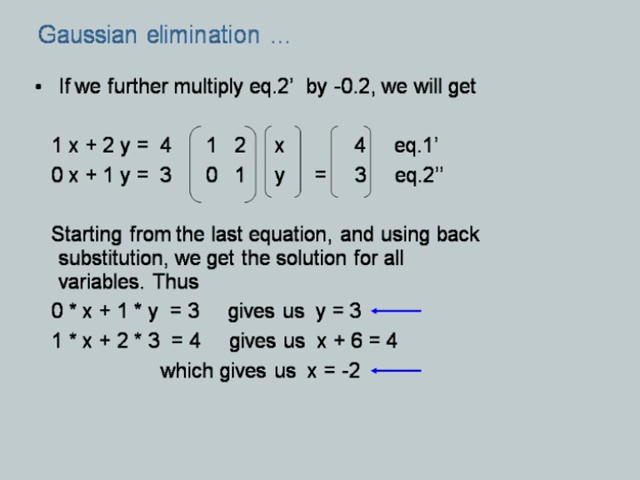 Gaussian elimination ...
• If we further multiply eq.2’ by -0.2, we will get
1 x + 2 y = 4 ( 1 2 ) ( x ) ( 4 ) eq.1’
0 x + 1 y = 3 ( 0 1 ) ( y ) = ( 3 ) eq.2’’
Starting from the last equation, and using back
substitution, we get the solution for all
variables. Thus
0 * x + 1 * y = 3 gives us y = 3
1 * x + 2 * 3 = 4 gives us x + 6 = 4
which gives us x = -2